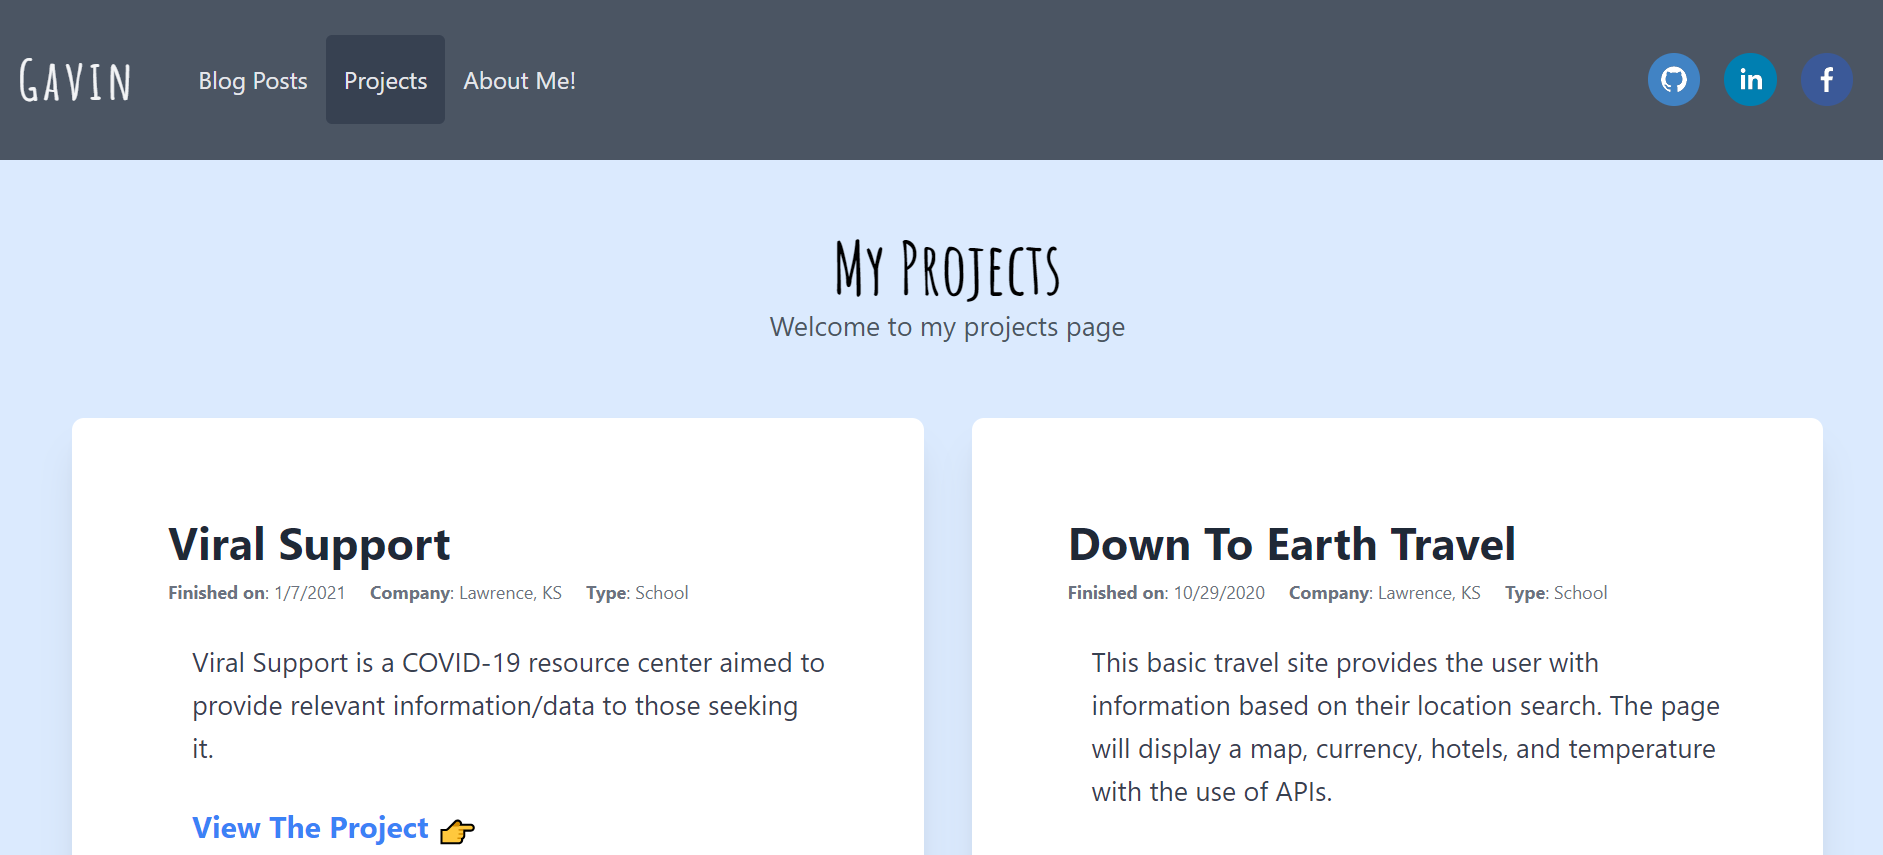 Gavin
Blog Posts
Projects
About Me!
in
f
My Projects
Welcome to my projects page
Viral Support
Finished on: 1/7/2021 Company: Lawrence, KS Type: School
Viral Support is a COVID-19 resource center aimed to
provide relevant information/data to those seeking
it.
View The Project
Down To Earth Travel
Finished on: 10/29/2020 Company: Lawrence, KS Type: School
This basic travel site provides the user with
information based on their location search. The page
will display a map, currency, hotels, and temperature
with the use of APIs.